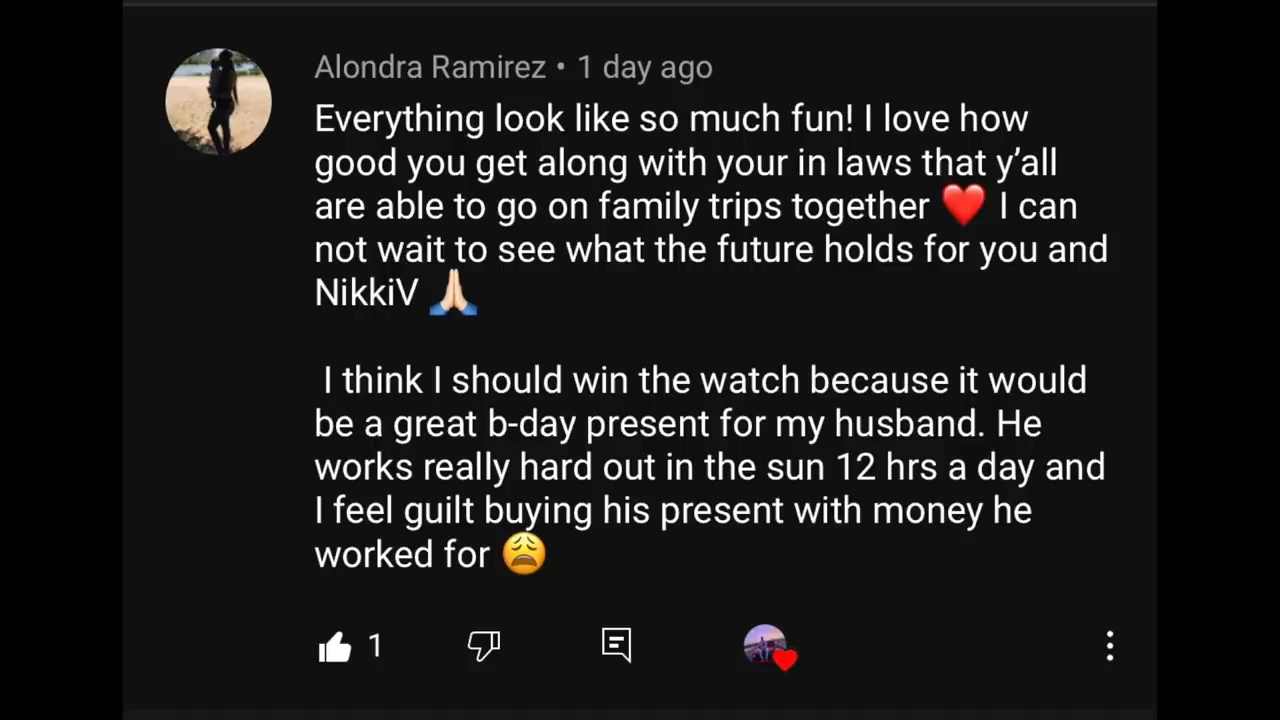 Alondra Ramirez • 1 day ago
Everything look like so much fun! I love how
good you get along with your in laws that y’all
are able to go on family trips together ❤️ I can
not wait to see what the future holds for you and
NikkiV 🙏🏻
I think I should win the watch because it would
be a great b-day present for my husband. He
works really hard out in the sun 12 hrs a day and
I feel guilt buying his present with money he
worked for 😩
1